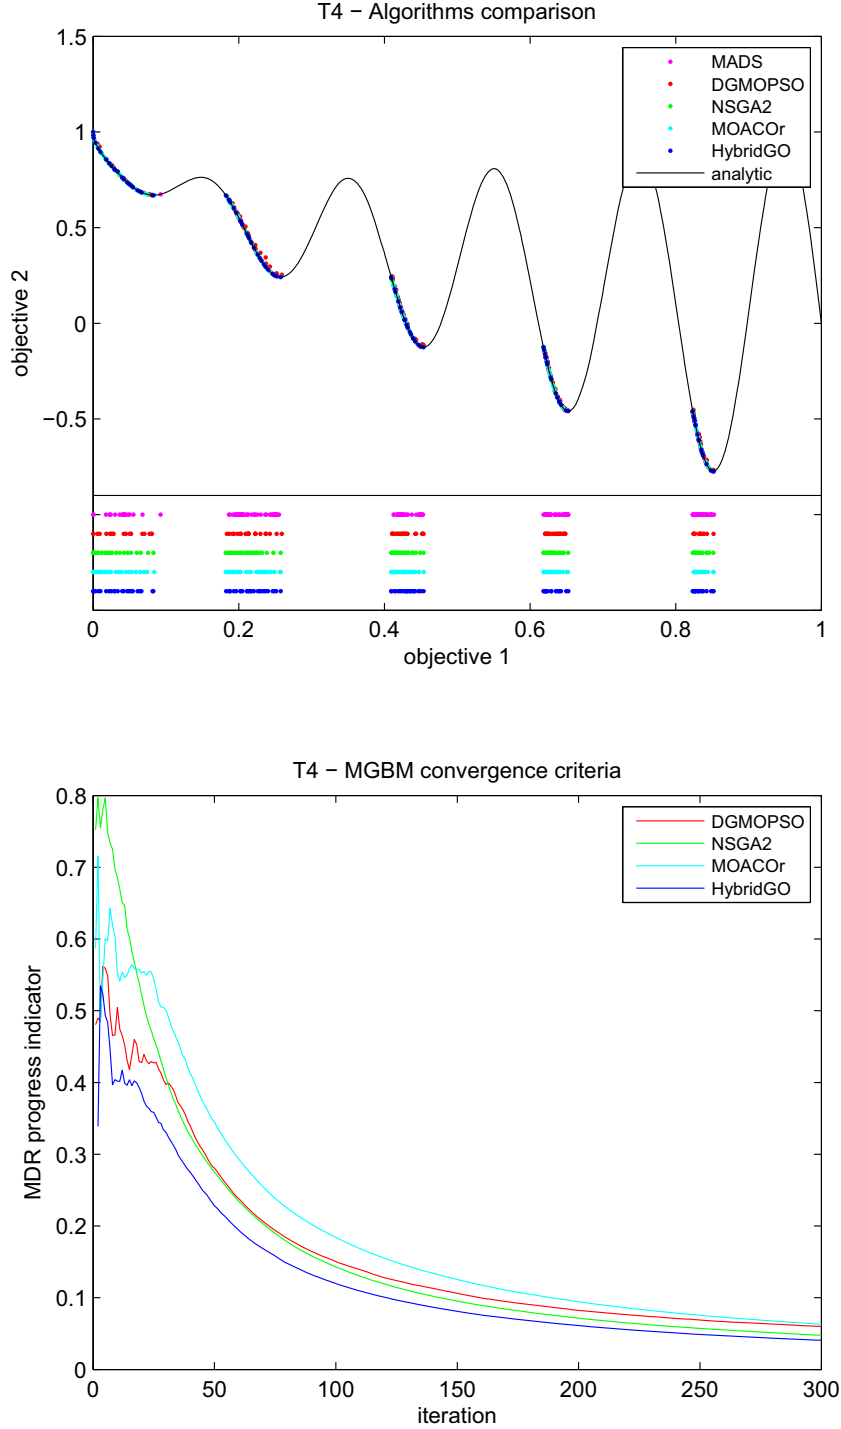 T4 − Algorithms comparison
1.5
1
0.5
0
−0.5
objective 2
MADS
DGMOPSO
NSGA2
MOACOr
HybridGO
analytic
0 0.2 0.4 0.6 0.8 1
objective 1
T4 − MGBM convergence criteria
0.8
0.7
0.6
0.5
0.4
0.3
0.2
0.1
0
MDR progress indicator
DGMOPSO
NSGA2
MOACOr
HybridGO
0 50 100 150 200 250 300
iteration